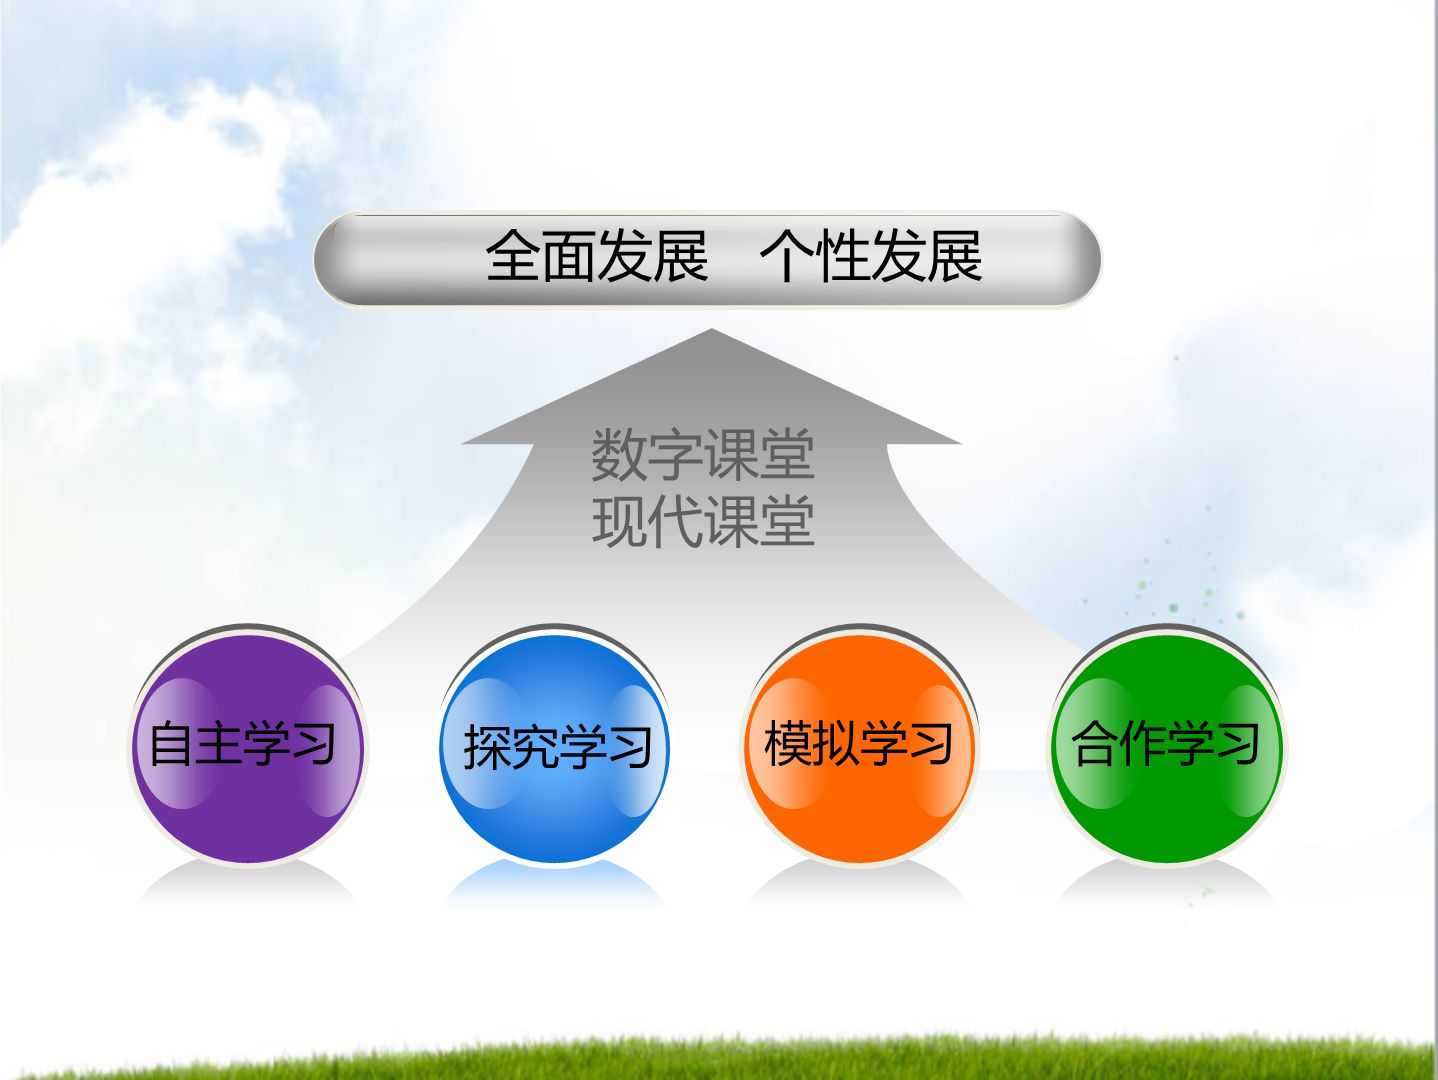 全面发展 个性发展
数字课堂
现代课堂
自主学习
探究学习
模拟学习
合作学习